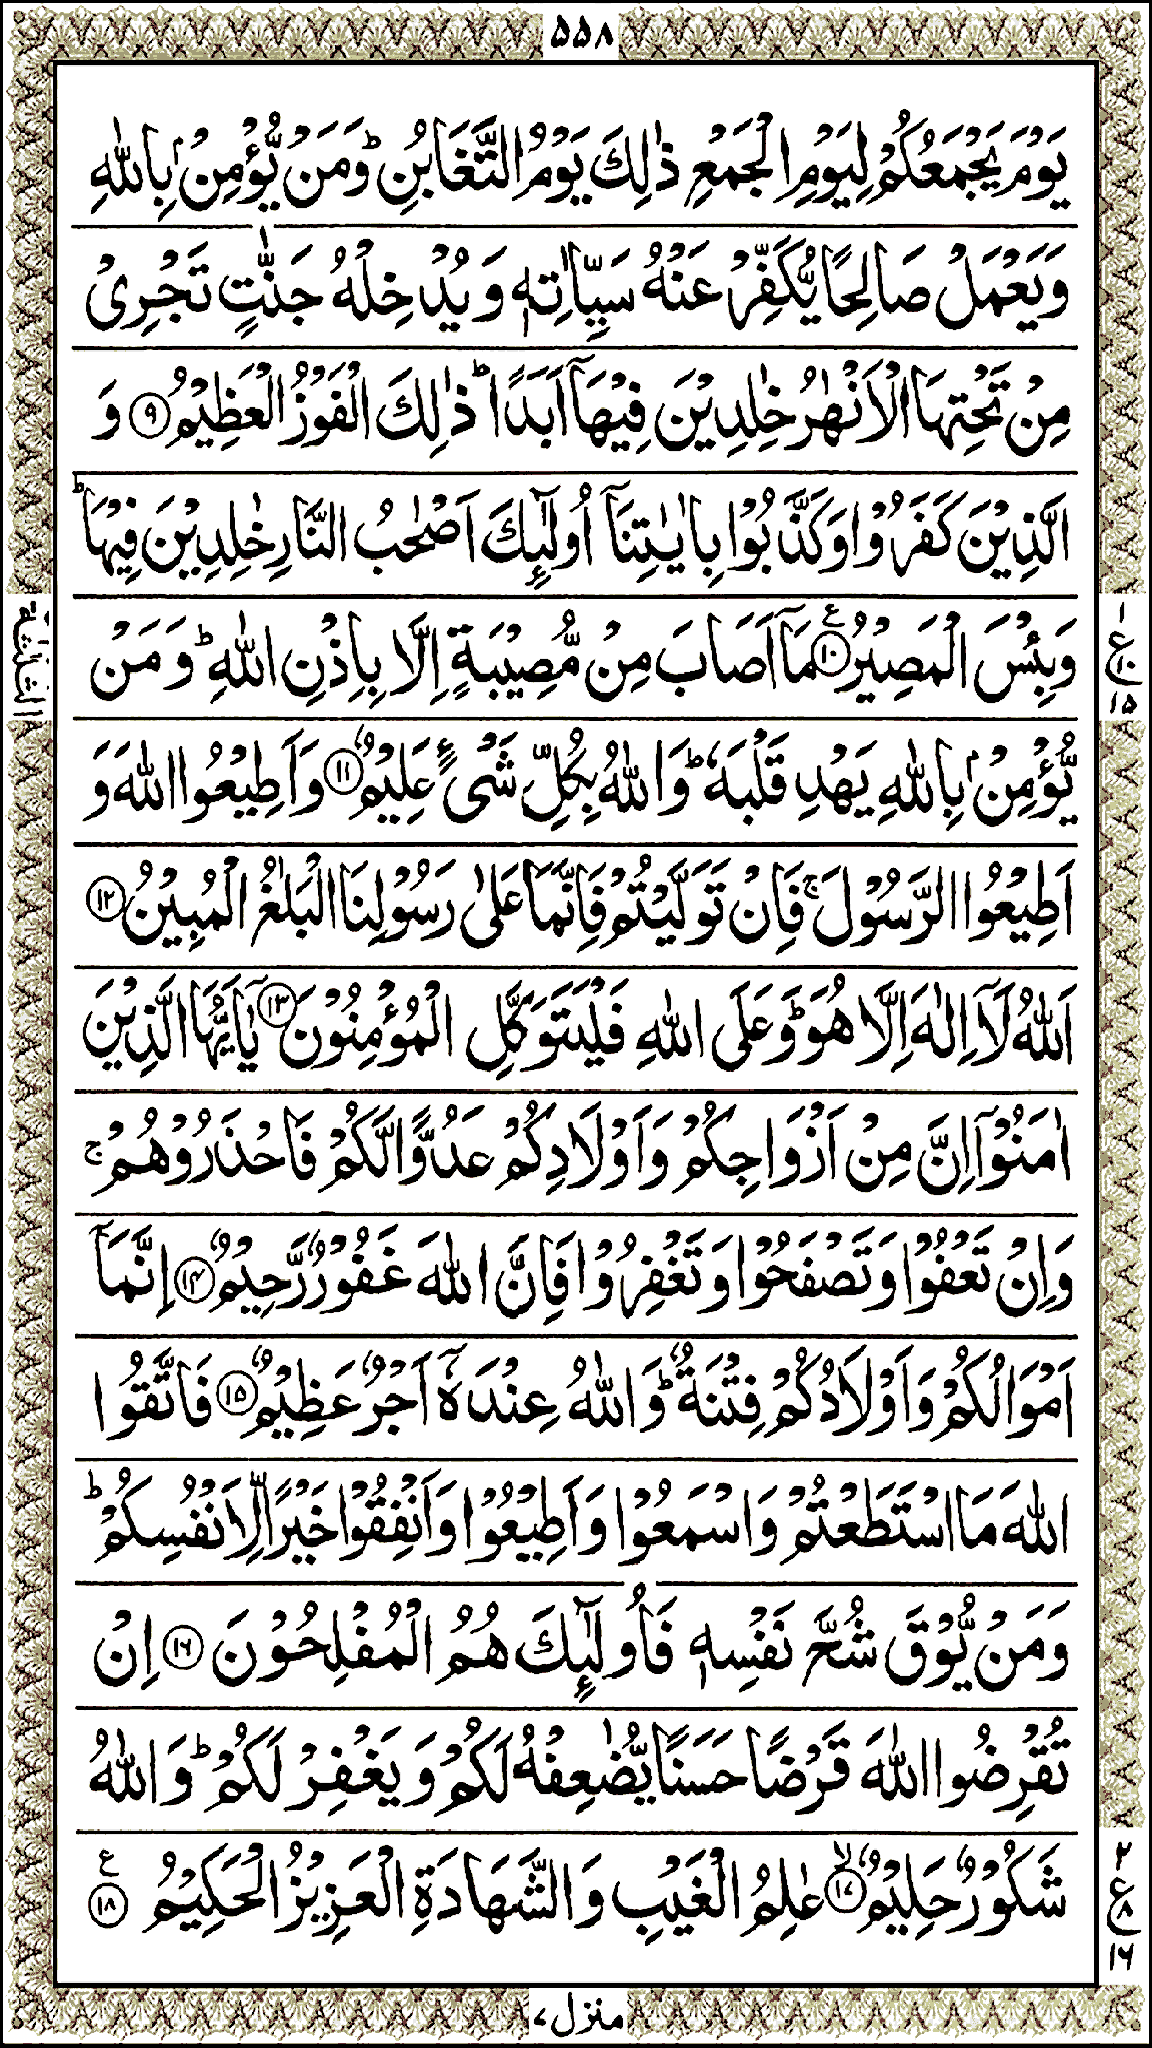 ۵۵۸
يَوْمَ يَجْمَعُكُمْ لِيَوْمِ الْجَمْعِ ذٰلِكَ يَوْمُ التَّغَابُنِ ؕ وَمَنْ يُّؤْمِنْۢ بِاللّٰهِ
وَيَعْمَلْ صَالِحًا يُّكَفِّرْ عَنْهُ سَيِّاٰتِهٖ وَيُدْخِلْهُ جَنّٰتٍ تَجْرِىْ
مِنْ تَحْتِهَا الْاَنْهٰرُ خٰلِدِيْنَ فِيْهَاۤ اَبَدًا ؕ ذٰلِكَ الْفَوْزُ الْعَظِيْمُ ۹ وَ
الَّذِيْنَ كَفَرُوْا وَكَذَّبُوْا بِاٰيٰتِنَاۤ اُولٰٓئِكَ اَصْحٰبُ النَّارِ خٰلِدِيْنَ فِيْهَا ؕ
وَبِئْسَ الْمَصِيْرُ ۱۰ ع مَاۤ اَصَابَ مِنْ مُّصِيْبَةٍ اِلَّا بِاِذْنِ اللّٰهِ ؕ وَمَنْ
الثلثة
۱
ع
۱۰
۱۵
يُّؤْمِنْۢ بِاللّٰهِ يَهْدِ قَلْبَهٗ ؕ وَاللّٰهُ بِكُلِّ شَىْءٍ عَلِيْمٌ ۱۱ وَاَطِيْعُوا اللّٰهَ وَ
اَطِيْعُوا الرَّسُوْلَ ۚ فَاِنْ تَوَلَّيْتُمْ فَاِنَّمَا عَلٰى رَسُوْلِنَا الْبَلٰغُ الْمُبِيْنُ ۱۲
اَللّٰهُ لَاۤ اِلٰهَ اِلَّا هُوَ ؕ وَعَلَى اللّٰهِ فَلْيَتَوَكَّلِ الْمُؤْمِنُوْنَ ۱۳ يٰۤاَيُّهَا الَّذِيْنَ
اٰمَنُوْۤا اِنَّ مِنْ اَزْوَاجِكُمْ وَاَوْلَادِكُمْ عَدُوًّا لَّكُمْ فَاحْذَرُوْهُمْ ۚ
وَاِنْ تَعْفُوْا وَتَصْفَحُوْا وَتَغْفِرُوْا فَاِنَّ اللّٰهَ غَفُوْرٌ رَّحِيْمٌ ۱۴ اِنَّمَاۤ
اَمْوَالُكُمْ وَاَوْلَادُكُمْ فِتْنَةٌ ؕ وَاللّٰهُ عِنْدَهٗۤ اَجْرٌ عَظِيْمٌ ۱۵ فَاتَّقُوا
اللّٰهَ مَا اسْتَطَعْتُمْ وَاسْمَعُوْا وَاَطِيْعُوْا وَاَنْفِقُوْا خَيْرًا لِّاَنْفُسِكُمْ ؕ
وَمَنْ يُّوْقَ شُحَّ نَفْسِهٖ فَاُولٰٓئِكَ هُمُ الْمُفْلِحُوْنَ ۱۶ اِنْ
تُقْرِضُوا اللّٰهَ قَرْضًا حَسَنًا يُّضٰعِفْهُ لَكُمْ وَيَغْفِرْ لَكُمْ ؕ وَاللّٰهُ
شَكُوْرٌ حَلِيْمٌ ۙ ۱۷ عٰلِمُ الْغَيْبِ وَالشَّهَادَةِ الْعَزِيْزُ الْحَكِيْمُ ۱۸ ع
۲
ع
۸
۱۶
منزل ۷